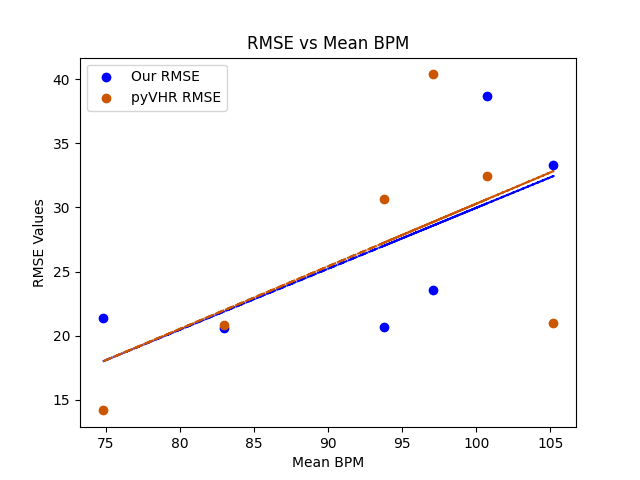 RMSE vs Mean BPM
Our RMSE
pyVHR RMSE
40
35
30
25
20
15
RMSE Values
75 80 85 90 95 100 105
Mean BPM